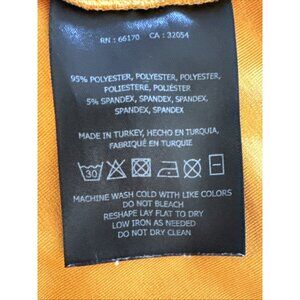 RN : 66170    CA : 32054
95% POLYESTER, POLYESTER, POLYESTER,
POLIESTERE, POLIÉSTER
5% SPANDEX, SPANDEX, SPANDEX,
SPANDEX, SPANDEX
MADE IN TURKEY, HECHO EN TURQUIA,
FABRIQUÉ EN TURQUIE
30
MACHINE WASH COLD WITH LIKE COLORS
DO NOT BLEACH
RESHAPE LAY FLAT TO DRY
LOW IRON AS NEEDED
DO NOT DRY CLEAN